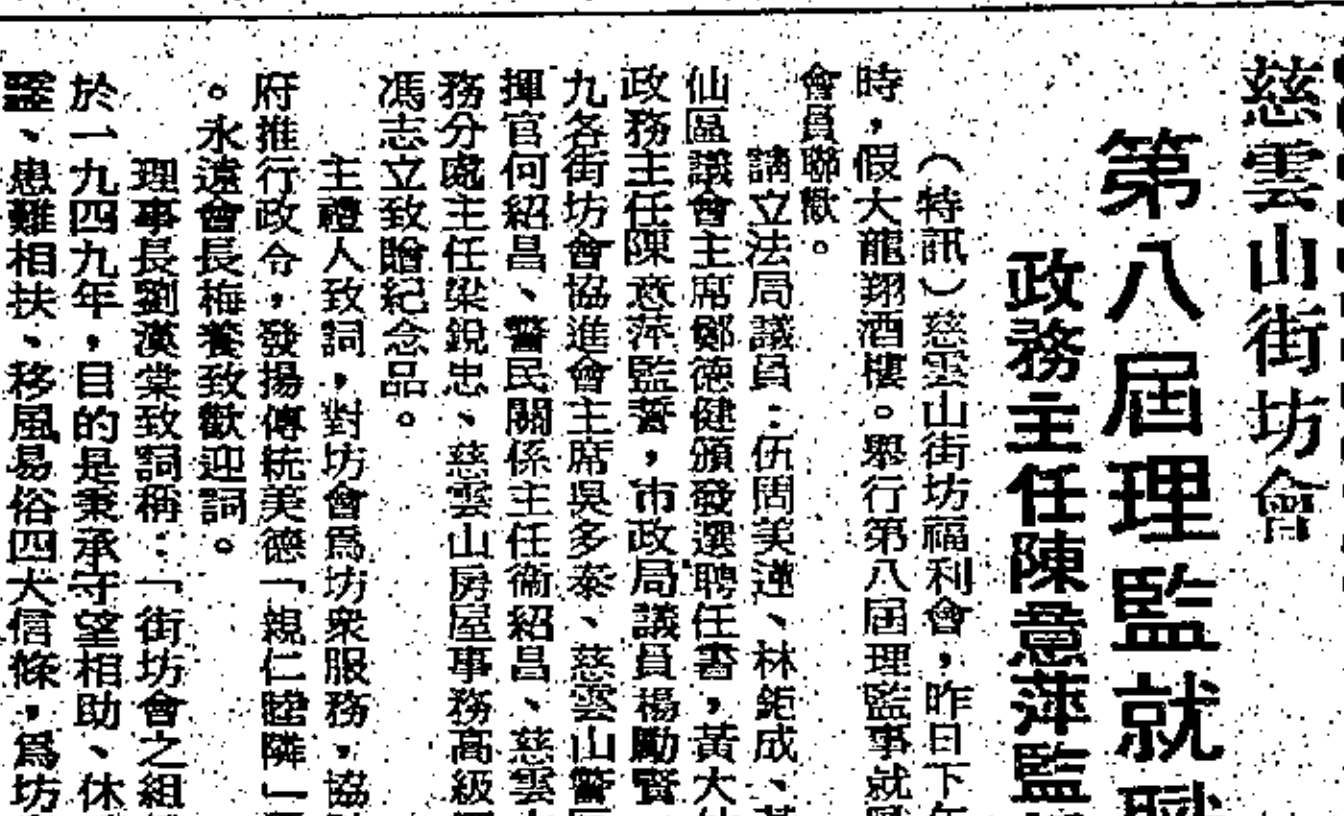 慈雲山街坊會
第八屆理監就職
政務主任陳意萍監
（特訊）慈雲山街坊福利會，昨日下午
時，假大龍翔酒樓。舉行第八屆理監事就職
會員聯歡。
請立法局議員：伍周美蓮、林鉅成、黃
仙區議會主席鄭德健頒發選聘任書，黃大仙
政務主任陳意萍監誓，市政局議員楊勵賢
九各街坊會協進會主席吳多泰、慈雲山警區
揮官何紹昌、警民關係主任衞紹昌、慈雲
務分處主任梁銳忠、慈雲山房屋事務高級
馮志立致贈紀念品。
主禮人致詞，對坊會爲坊衆服務，協
府推行政令，發揚傳統美德「親仁睦隣」
。永遠會長梅養致歡迎詞。
理事長劉漢棠致詞稱：「街坊會之組
於一九四九年，目的是秉承守望相助、休
、患難相扶、移風易俗四大信條，爲坊